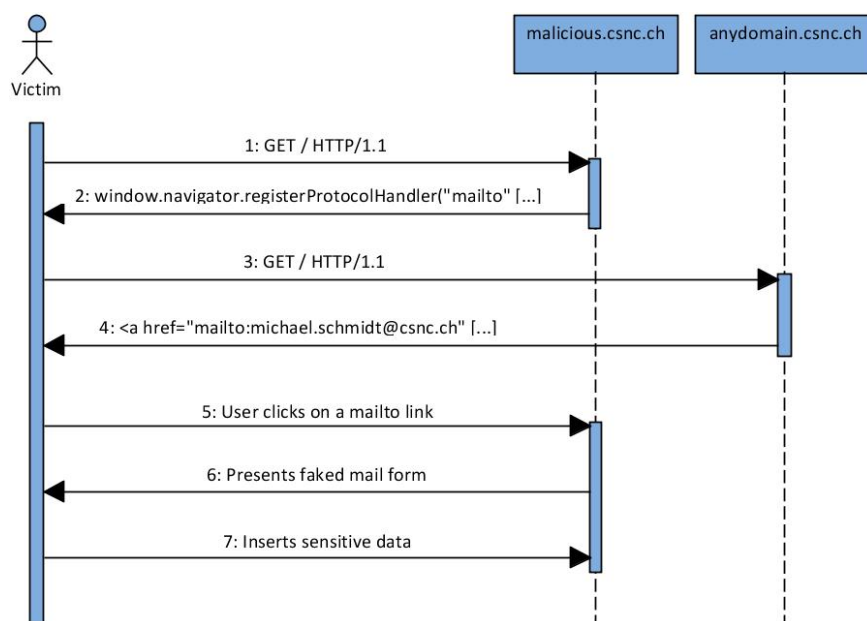 malicious.csnc.ch
anydomain.csnc.ch
Victim
1: GET / HTTP/1.1
2: window.navigator.registerProtocolHandler("mailto" [...]
3: GET / HTTP/1.1
4: <a href="mailto:michael.schmidt@csnc.ch" [...]
5: User clicks on a mailto link
6: Presents faked mail form
7: Inserts sensitive data